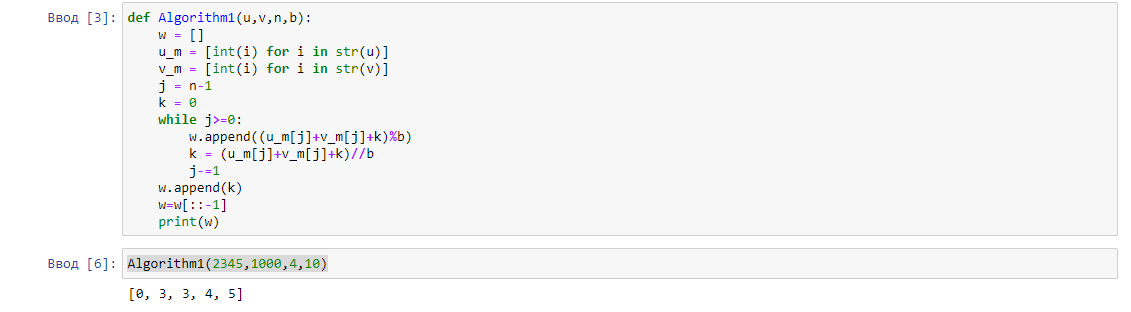 Ввод [3]: def Algorithm1(u,v,n,b):
    w = []
    u_m = [int(i) for i in str(u)]
    v_m = [int(i) for i in str(v)]
    j = n-1
    k = 0
    while j>=0:
        w.append((u_m[j]+v_m[j]+k)%b)
        k = (u_m[j]+v_m[j]+k)//b
        j-=1
    w.append(k)
    w=w[::-1]
    print(w)
Ввод [6]: Algorithm1(2345,1000,4,10)
[0, 3, 3, 4, 5]